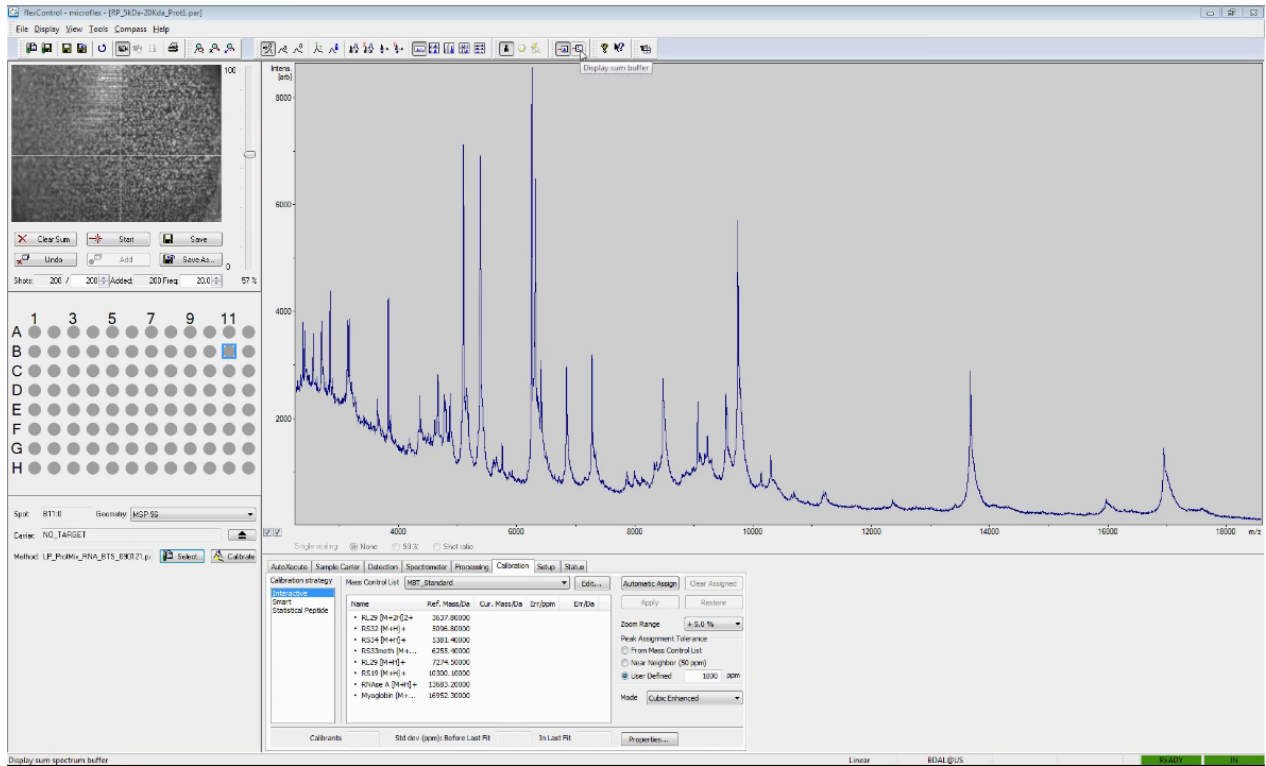 flexControl - microflex - [RP_5kDa-20Kda_Prot1.par]
File Display View Tools Compass Help
Display sum buffer
100
0
Clear Sum Start Save
Undo Add Save As...
Shots: 200 / 200 Added: 200 Freq: 20.0 57 %
1 3 5 7 9 11
A
B
C
D
E
F
G
H
Spot: B11:0 Geometry: MSP 96
Carrier: NO_TARGET
Method: LP_ProtMix_RNA_BTS_090121.p Select... Calibrate
Intens.
[arb]
8000
6000
4000
2000
4000 6000 8000 10000 12000 14000 16000 18000 m/z
Single scaling: None 90 % Shot ratio
AutoXecute Sample Carrier Detection Spectrometer Processing Calibration Setup Status
Calibration strategy
Interactive
Smart
Statistical Peptide
Mass Control List MBT_Standard Edit...
Name Ref. Mass/Da Cur. Mass/Da Err/ppm Err/Da
RL29 [M+2H]2+ 3637.80000
RS32 [M+H]+ 5096.80000
RS34 [M+H]+ 5381.40000
RS33meth [M+... 6255.40000
RL29 [M+H]+ 7274.50000
RS19 [M+H]+ 10300.10000
RNAse A [M+H]+ 13683.20000
Myoglobin [M+... 16952.30000
Automatic Assign Clear Assigned
Apply Restore
Zoom Range ± 5.0 %
Peak Assignment Tolerance
From Mass Control List
Near Neighbor (50 ppm)
User Defined 1000 ppm
Mode Cubic Enhanced
Calibrants Std dev (ppm): Before Last Fit In Last Fit Properties...
Display sum spectrum buffer Linear BDAL@US READY IN